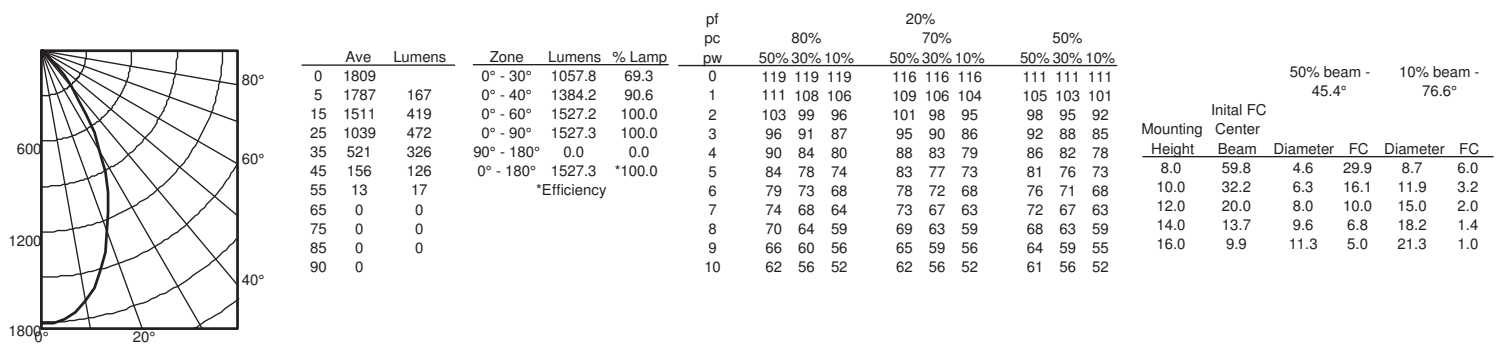 80°
60°
40°
20°
0°
600
1200
1800
Ave Lumens
0 1809
5 1787 167
15 1511 419
25 1039 472
35 521 326
45 156 126
55 13 17
65 0 0
75 0 0
85 0 0
90 0
Zone Lumens % Lamp
0° - 30° 1057.8 69.3
0° - 40° 1384.2 90.6
0° - 60° 1527.2 100.0
0° - 90° 1527.3 100.0
90° - 180° 0.0 0.0
0° - 180° 1527.3 *100.0
*Efficiency
pf 20%
pc 80% 70% 50%
pw 50% 30% 10% 50% 30% 10% 50% 30% 10%
0 119 119 119 116 116 116 111 111 111
1 111 108 106 109 106 104 105 103 101
2 103 99 96 101 98 95 98 95 92
3 96 91 87 95 90 86 92 88 85
4 90 84 80 88 83 79 86 82 78
5 84 78 74 83 77 73 81 76 73
6 79 73 68 78 72 68 76 71 68
7 74 68 64 73 67 63 72 67 63
8 70 64 59 69 63 59 68 63 59
9 66 60 56 65 59 56 64 59 55
10 62 56 52 62 56 52 61 56 52
50% beam - 10% beam -
45.4° 76.6°
Inital FC
Mounting Center
Height Beam Diameter FC Diameter FC
8.0 59.8 4.6 29.9 8.7 6.0
10.0 32.2 6.3 16.1 11.9 3.2
12.0 20.0 8.0 10.0 15.0 2.0
14.0 13.7 9.6 6.8 18.2 1.4
16.0 9.9 11.3 5.0 21.3 1.0